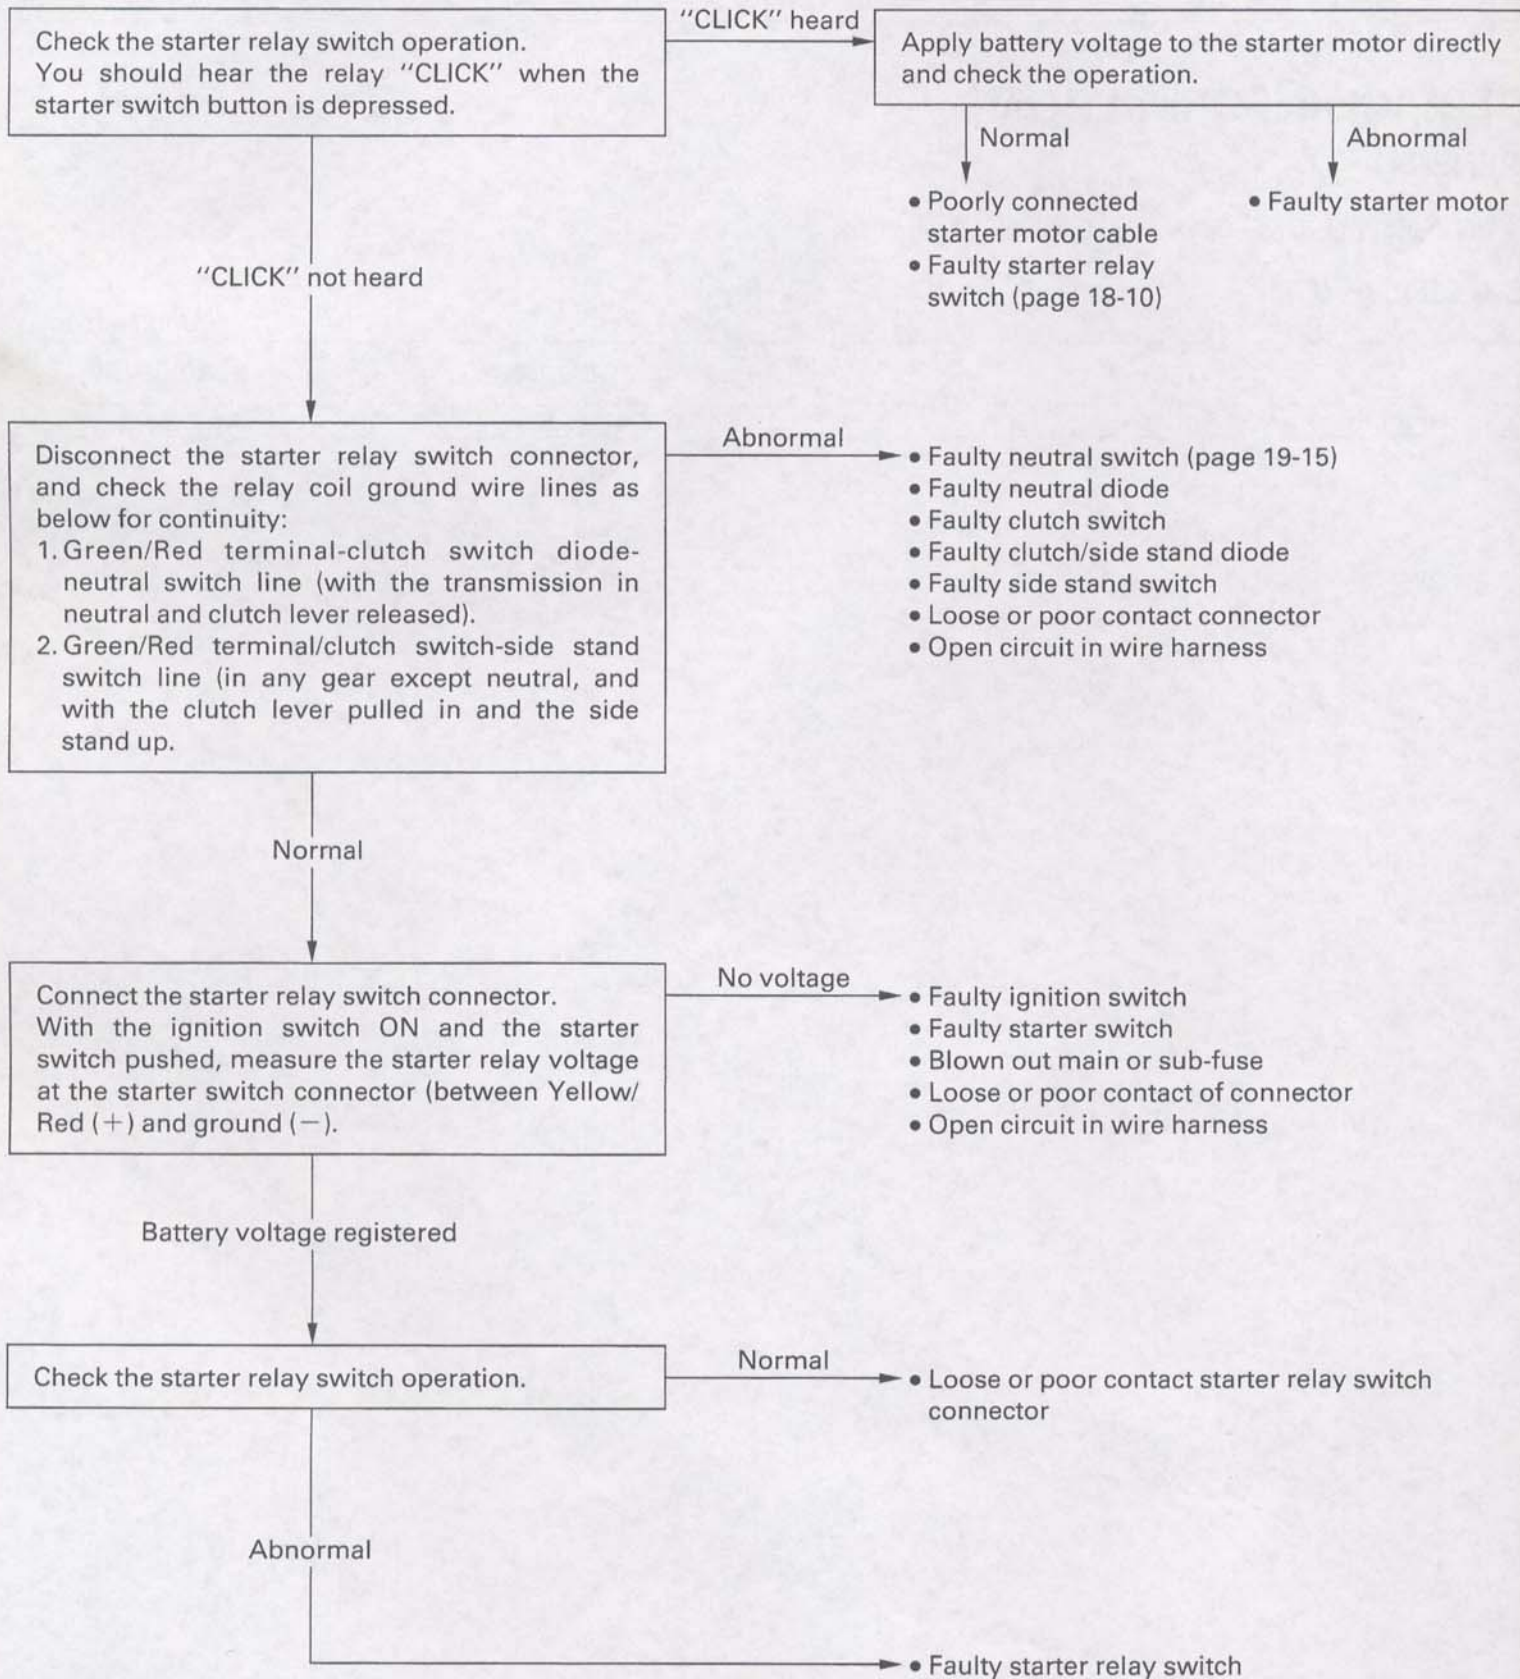 Check the starter relay switch operation.
You should hear the relay “CLICK” when the
starter switch button is depressed.
“CLICK” heard
Apply battery voltage to the starter motor directly
and check the operation.
Normal
Abnormal
• Poorly connected
starter motor cable
• Faulty starter relay
switch (page 18-10)
• Faulty starter motor
“CLICK” not heard
Disconnect the starter relay switch connector,
and check the relay coil ground wire lines as
below for continuity:
1. Green/Red terminal-clutch switch diode-
neutral switch line (with the transmission in
neutral and clutch lever released).
2. Green/Red terminal/clutch switch-side stand
switch line (in any gear except neutral, and
with the clutch lever pulled in and the side
stand up.
Abnormal
• Faulty neutral switch (page 19-15)
• Faulty neutral diode
• Faulty clutch switch
• Faulty clutch/side stand diode
• Faulty side stand switch
• Loose or poor contact connector
• Open circuit in wire harness
Normal
Connect the starter relay switch connector.
With the ignition switch ON and the starter
switch pushed, measure the starter relay voltage
at the starter switch connector (between Yellow/
Red (+) and ground (−).
No voltage
• Faulty ignition switch
• Faulty starter switch
• Blown out main or sub-fuse
• Loose or poor contact of connector
• Open circuit in wire harness
Battery voltage registered
Check the starter relay switch operation.
Normal
• Loose or poor contact starter relay switch
connector
Abnormal
• Faulty starter relay switch